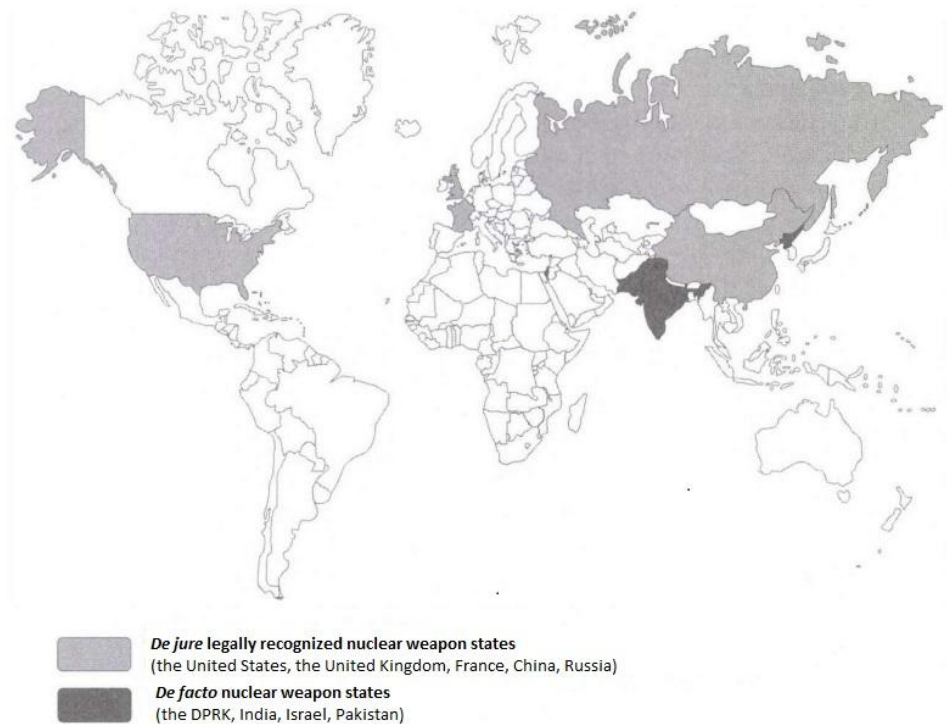 De jure legally recognized nuclear weapon states
(the United States, the United Kingdom, France, China, Russia)
De facto nuclear weapon states
(the DPRK, India, Israel, Pakistan)